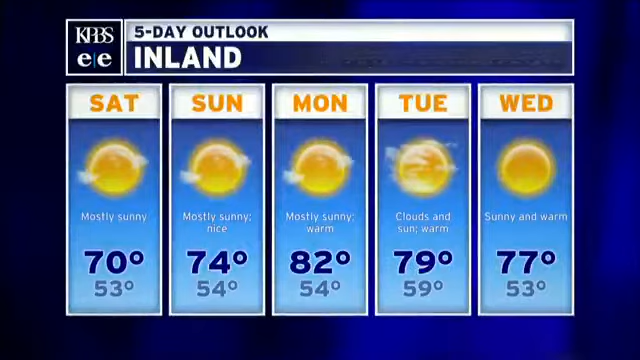 KPBS
e|e
5-DAY OUTLOOK
INLAND
SAT
Mostly sunny
70°
53°
SUN
Mostly sunny;
nice
74°
54°
MON
Mostly sunny;
warm
82°
54°
TUE
Clouds and
sun; warm
79°
59°
WED
Sunny and warm
77°
53°